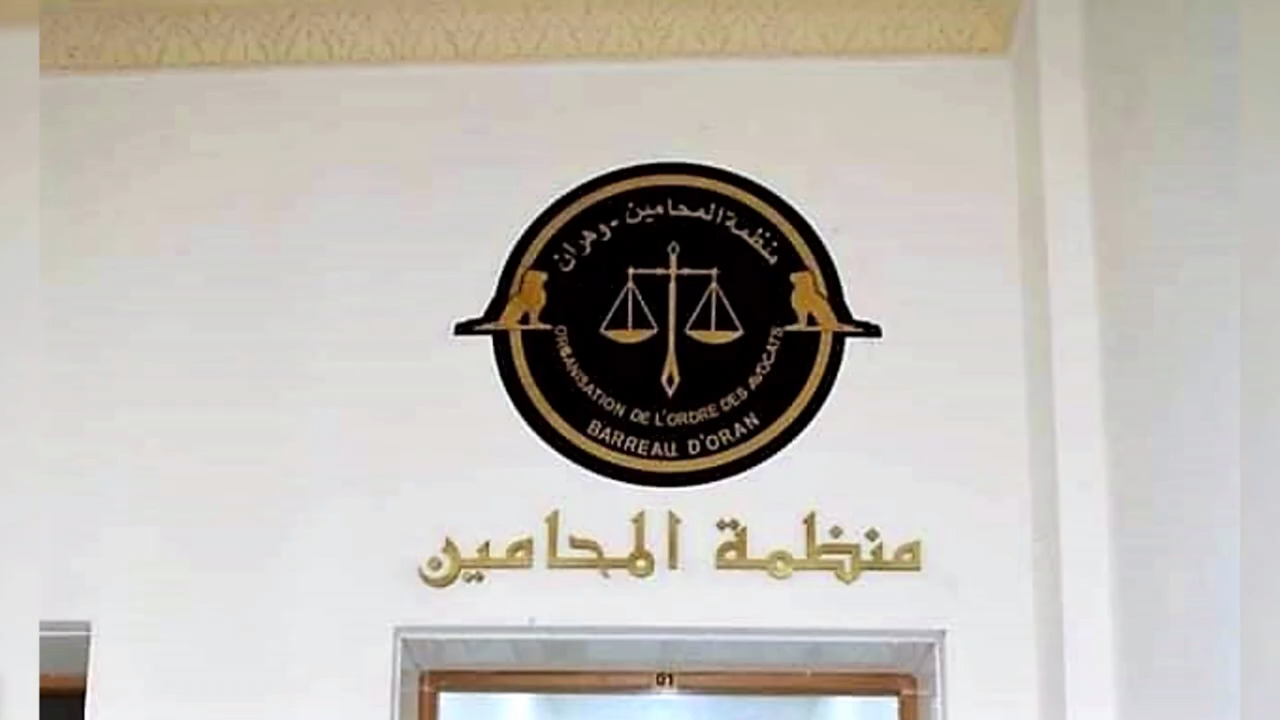 منظمة المحامين - وهران
ORGANISATION DE L'ORDRE DES AVOCATS
BARREAU D'ORAN
منظمة المحامين
01